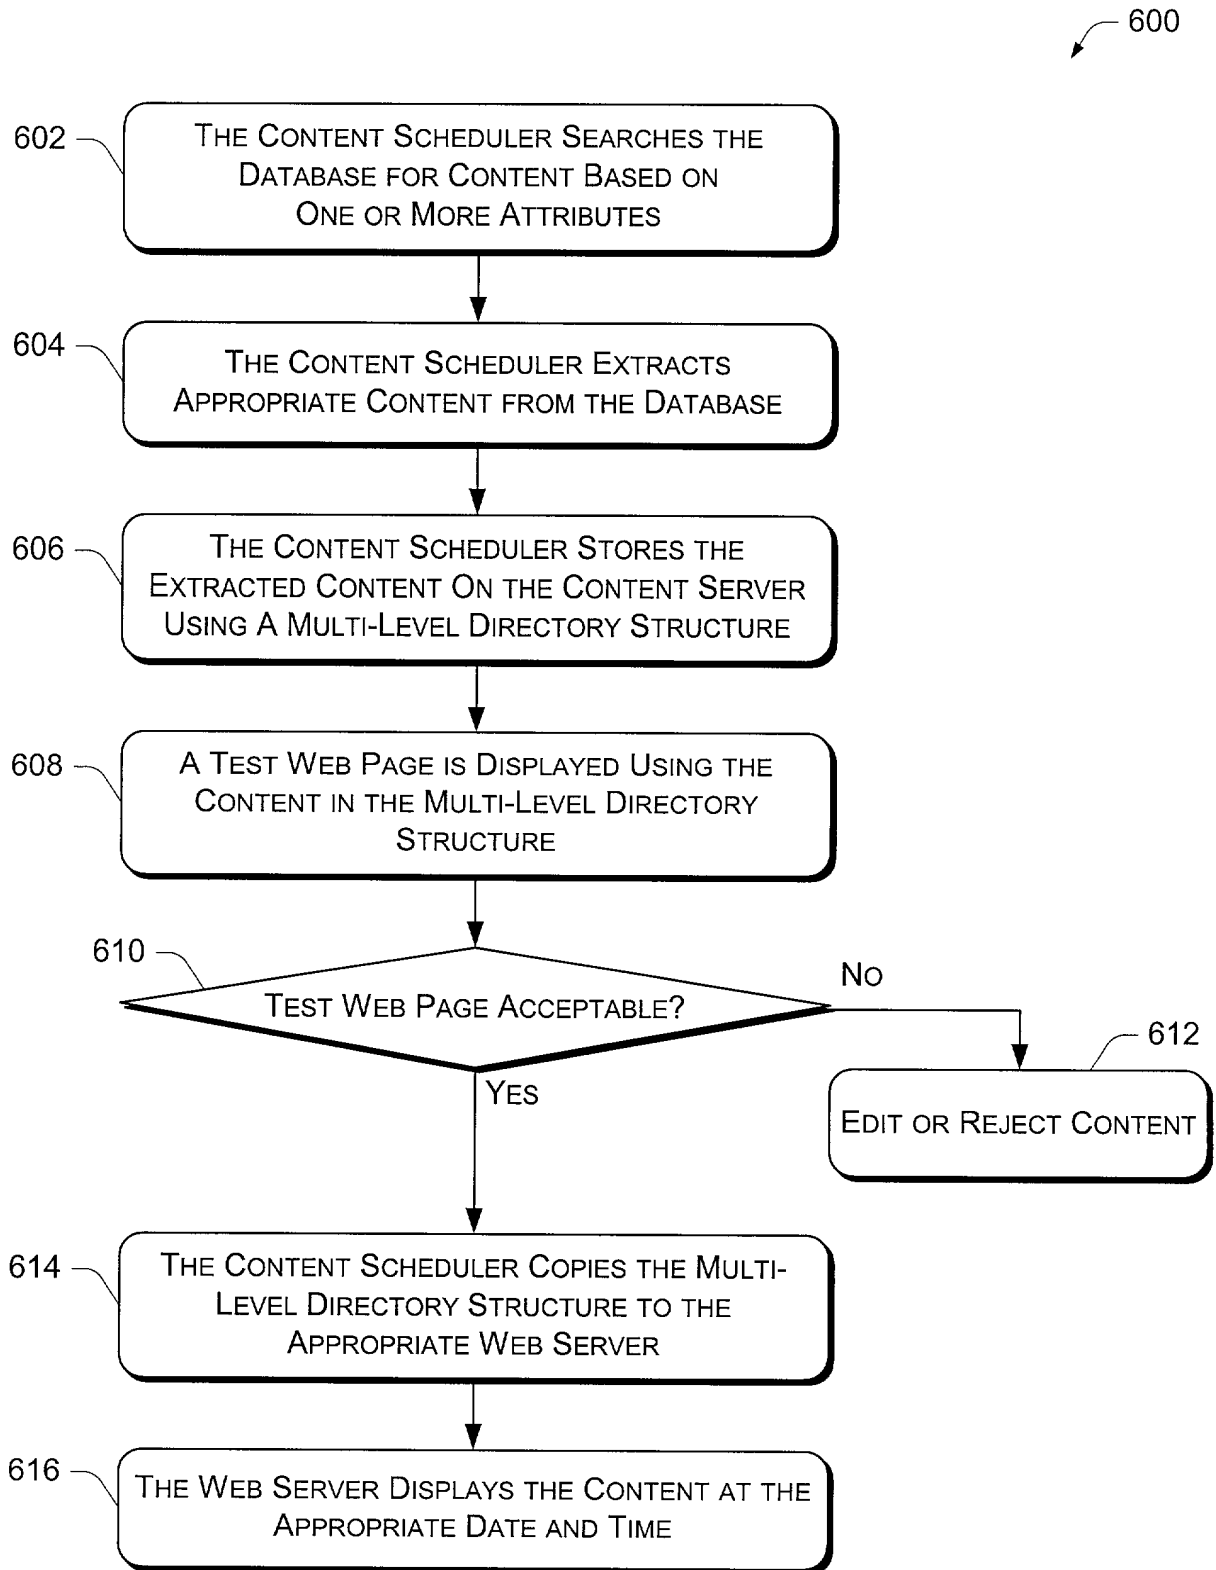 600
602
THE CONTENT SCHEDULER SEARCHES THE
DATABASE FOR CONTENT BASED ON
ONE OR MORE ATTRIBUTES
604
THE CONTENT SCHEDULER EXTRACTS
APPROPRIATE CONTENT FROM THE DATABASE
606
THE CONTENT SCHEDULER STORES THE
EXTRACTED CONTENT ON THE CONTENT SERVER
USING A MULTI-LEVEL DIRECTORY STRUCTURE
608
A TEST WEB PAGE IS DISPLAYED USING THE
CONTENT IN THE MULTI-LEVEL DIRECTORY
STRUCTURE
610
TEST WEB PAGE ACCEPTABLE?
NO
612
EDIT OR REJECT CONTENT
YES
614
THE CONTENT SCHEDULER COPIES THE MULTI-
LEVEL DIRECTORY STRUCTURE TO THE
APPROPRIATE WEB SERVER
616
THE WEB SERVER DISPLAYS THE CONTENT AT THE
APPROPRIATE DATE AND TIME